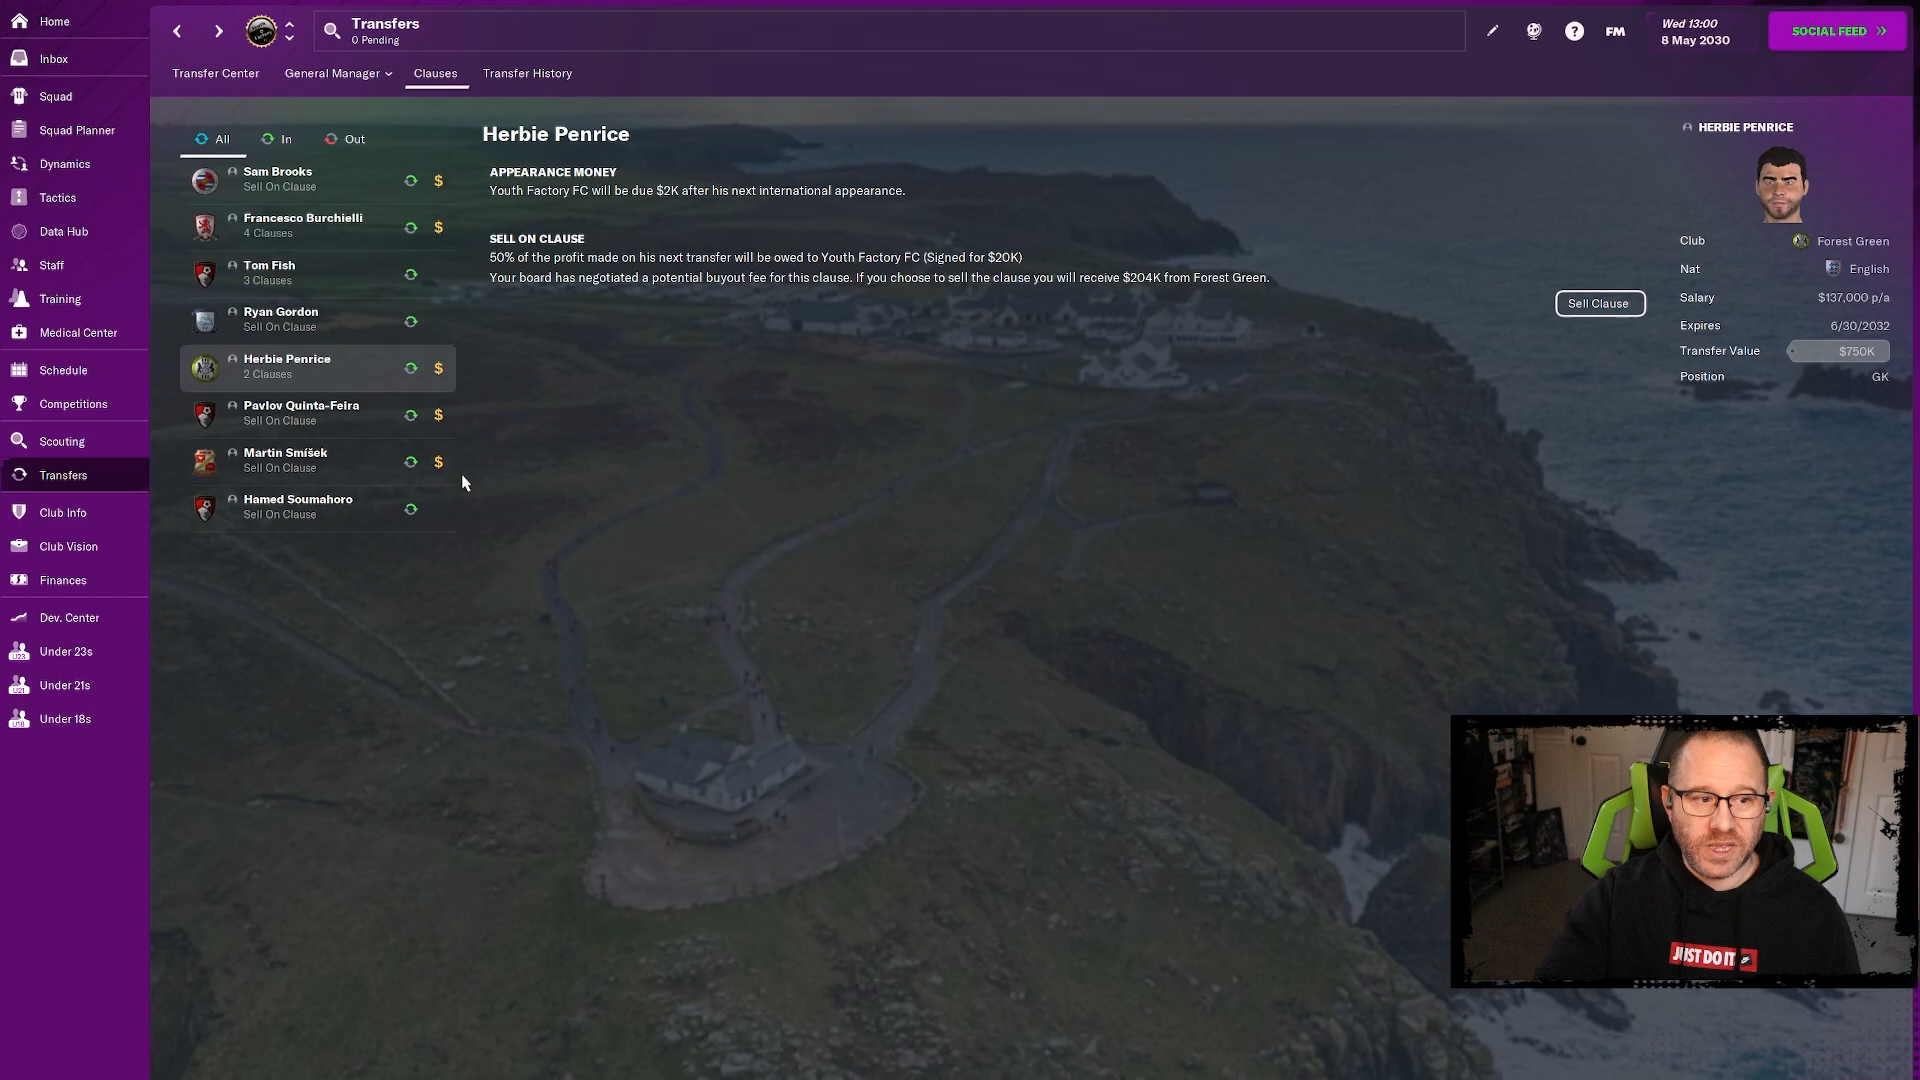 Home
Inbox
Squad
Squad Planner
Dynamics
Tactics
Data Hub
Staff
Training
Medical Center
Schedule
Competitions
Scouting
Transfers
Club Info
Club Vision
Finances
Dev. Center
U23
Under 23s
U21
Under 21s
U18
Under 18s
Transfers
0 Pending
FM
Wed 13:00
8 May 2030
SOCIAL FEED
Transfer Center
General Manager
Clauses
Transfer History
All
In
Out
Sam Brooks
Sell On Clause
$
Francesco Burchielli
4 Clauses
$
Tom Fish
3 Clauses
Ryan Gordon
Sell On Clause
Herbie Penrice
2 Clauses
$
Pavlov Quinta-Feira
Sell On Clause
$
Martin Smíšek
Sell On Clause
$
Hamed Soumahoro
Sell On Clause
Herbie Penrice
APPEARANCE MONEY
Youth Factory FC will be due $2K after his next international appearance.
SELL ON CLAUSE
50% of the profit made on his next transfer will be owed to Youth Factory FC (Signed for $20K)
Your board has negotiated a potential buyout fee for this clause. If you choose to sell the clause you will receive $204K from Forest Green.
Sell Clause
HERBIE PENRICE
Club Forest Green
Nat English
Salary $137,000 p/a
Expires 6/30/2032
Transfer Value $750K
Position GK
JUST DO IT.